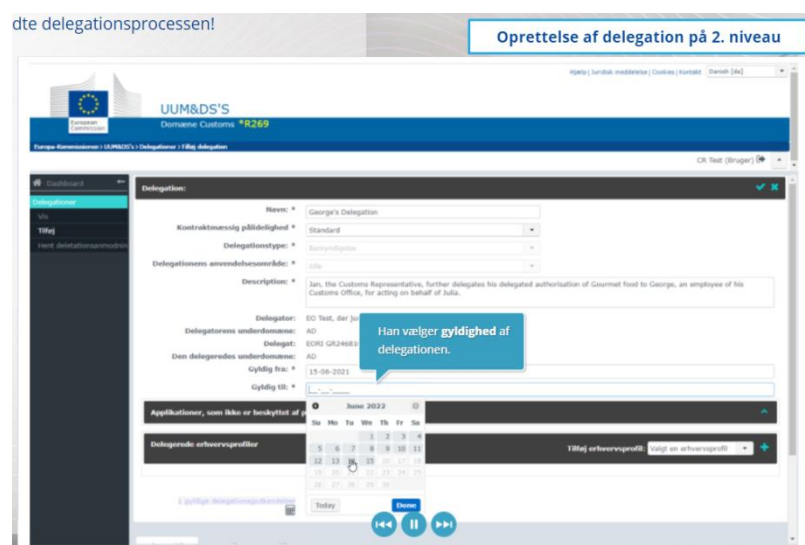 dte delegationsprocessen!
Oprettelse af delegation på 2. niveau
Hjælp | Juridisk meddelelse | Cookies | Kontakt Danish [da]
European
Commission
UUM&DS'S
Domæne Customs *R269
Europa-Kommissionen > UUM&DS's > Delegationer > Tilføj delegation
CR Test (Bruger)
Dashboard
Delegationer
Vis
Tilføj
Delegation:
Navn: * George's Delegation
Kontraktmæssig pålidelighed * Standard
Delegationstype: * Bemyndigelse
Delegationens anvendelsesområde: * Alle
Description: * Jan, the Customs Representative, further delegates his delegated authorisation of Gourmet food to George, an employee of his
Customs Office, for acting on behalf of Julia.
Delegator: EO Test, der
Delegatorens underdomæne: AD
Delegat: EORI
Den delegeredes underdomæne: AD
Gyldig fra: * 15-06-2021
Gyldig til: * __-__-____
Han vælger gyldighed af
delegationen.
Applikationer, som ikke er beskyttet af
June 2022
Su Mo Tu We Th Fr Sa
1 2 3 4
5 6 7 8 9 10 11
12 13 14 15 16 17 18
19 20 21 22 23 24 25
26 27 28 29 30
Today Done
Delegerede erhvervsprofiler
Tilføj erhvervsprofil: Valgt en erhvervsprofil